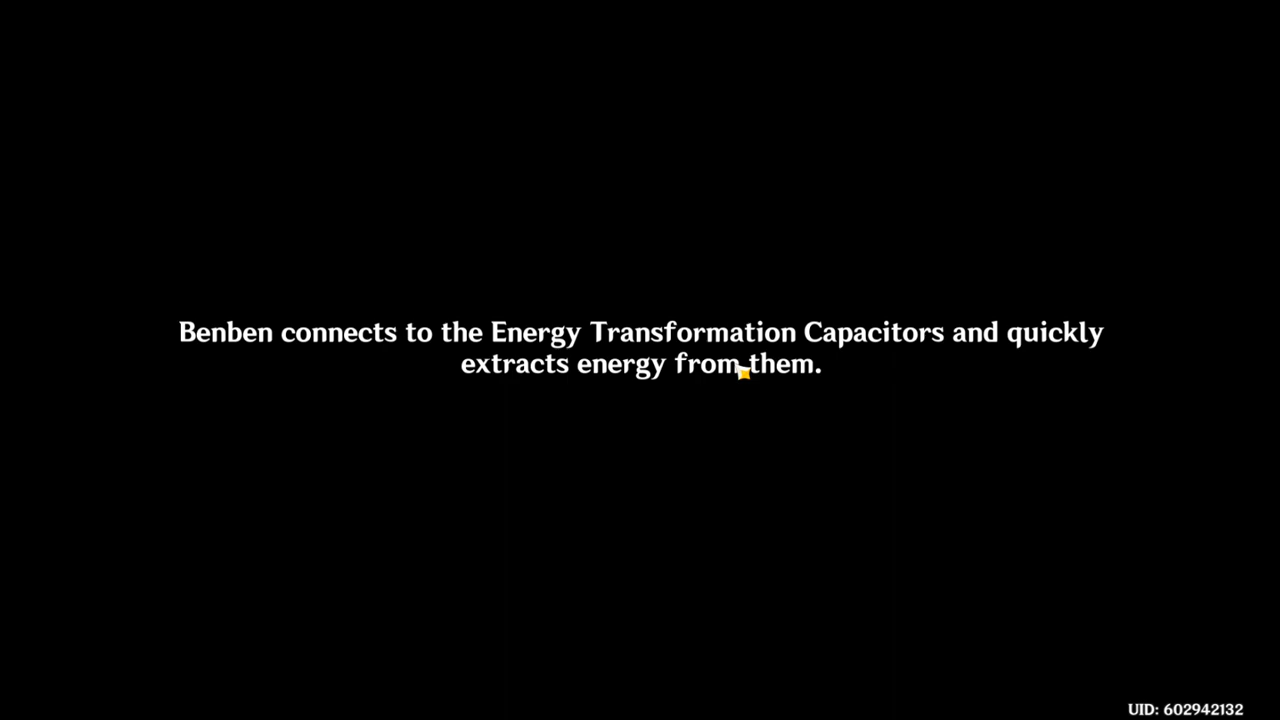 Benben connects to the Energy Transformation Capacitors and quickly
extracts energy from them.
UID: 602942132